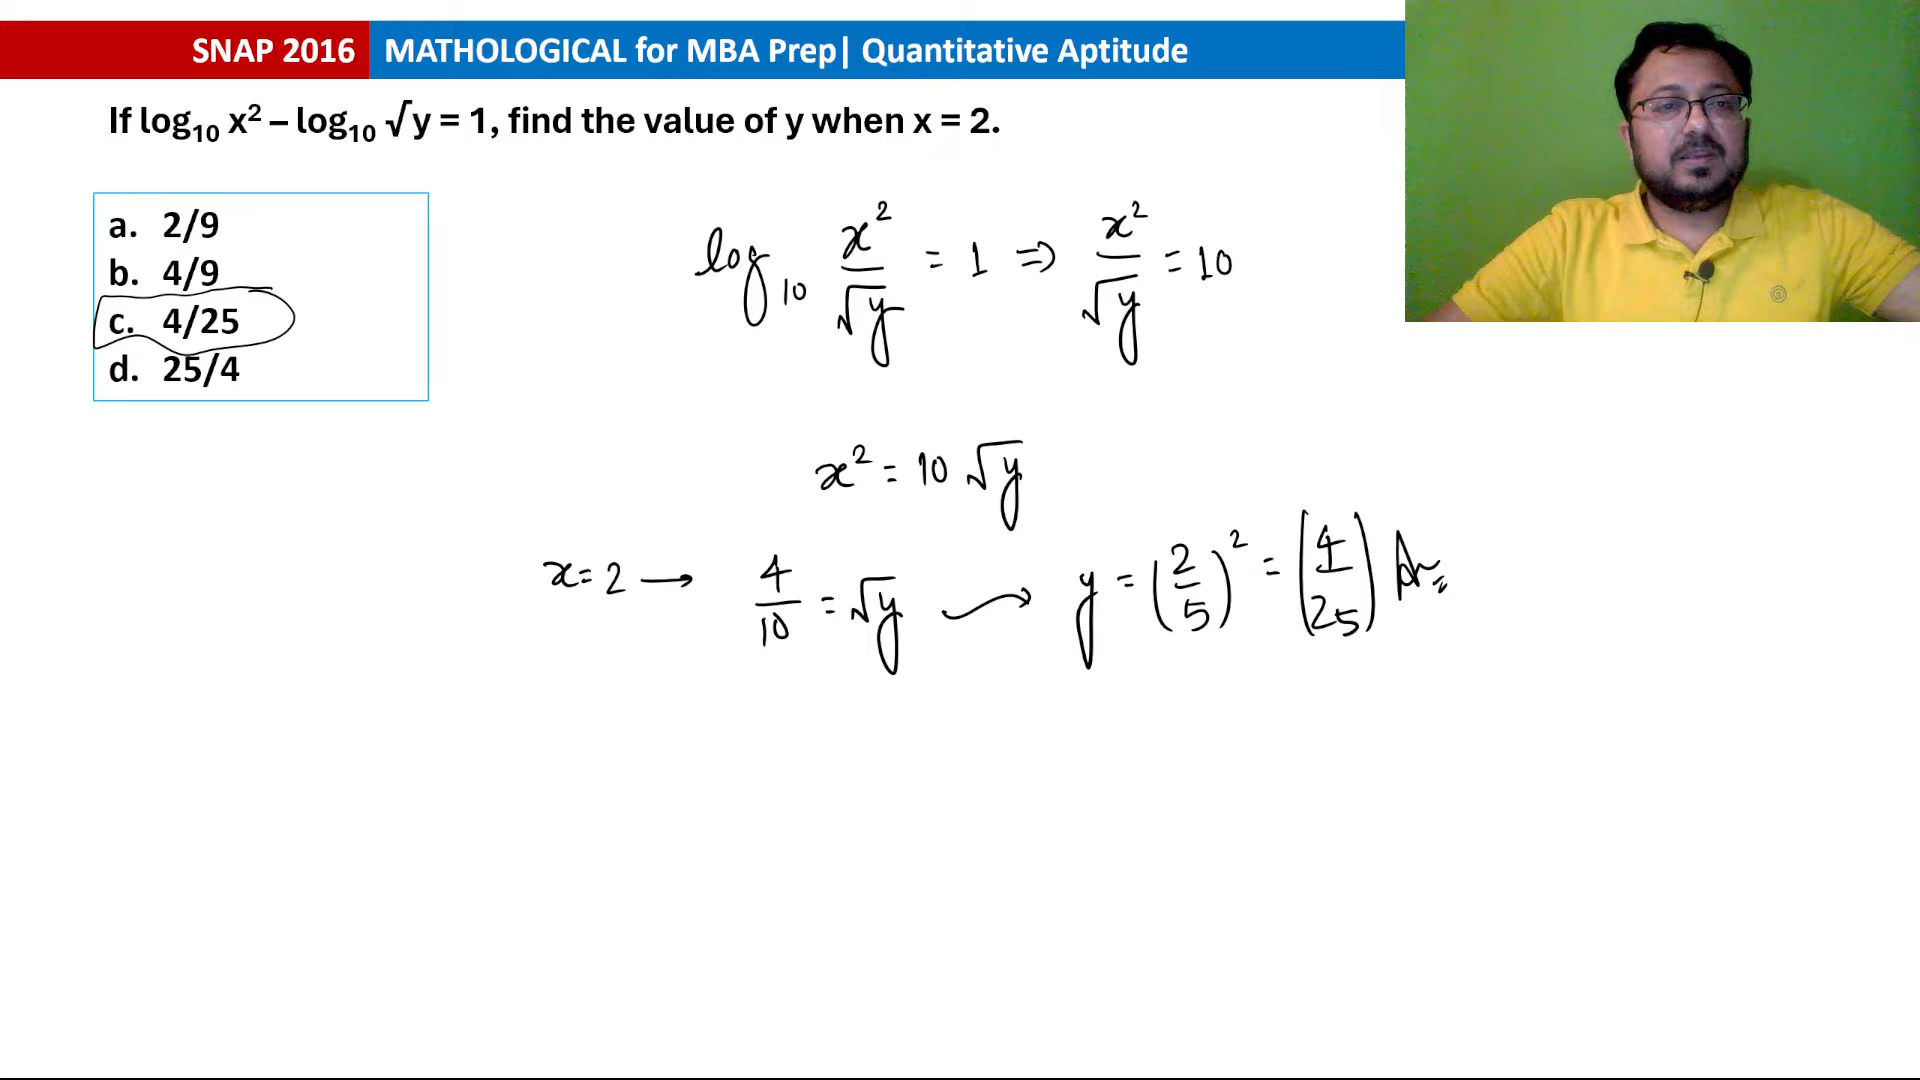 SNAP 2016 MATHOLOGICAL for MBA Prep| Quantitative Aptitude
If log₁₀ x² – log₁₀ √y = 1, find the value of y when x = 2.
a. 2/9
b. 4/9
c. 4/25
d. 25/4
log₁₀ x²/√y = 1 ⇒ x²/√y = 10
x² = 10 √y
x = 2 → 4/10 = √y → y = (2/5)² = (4/25) An